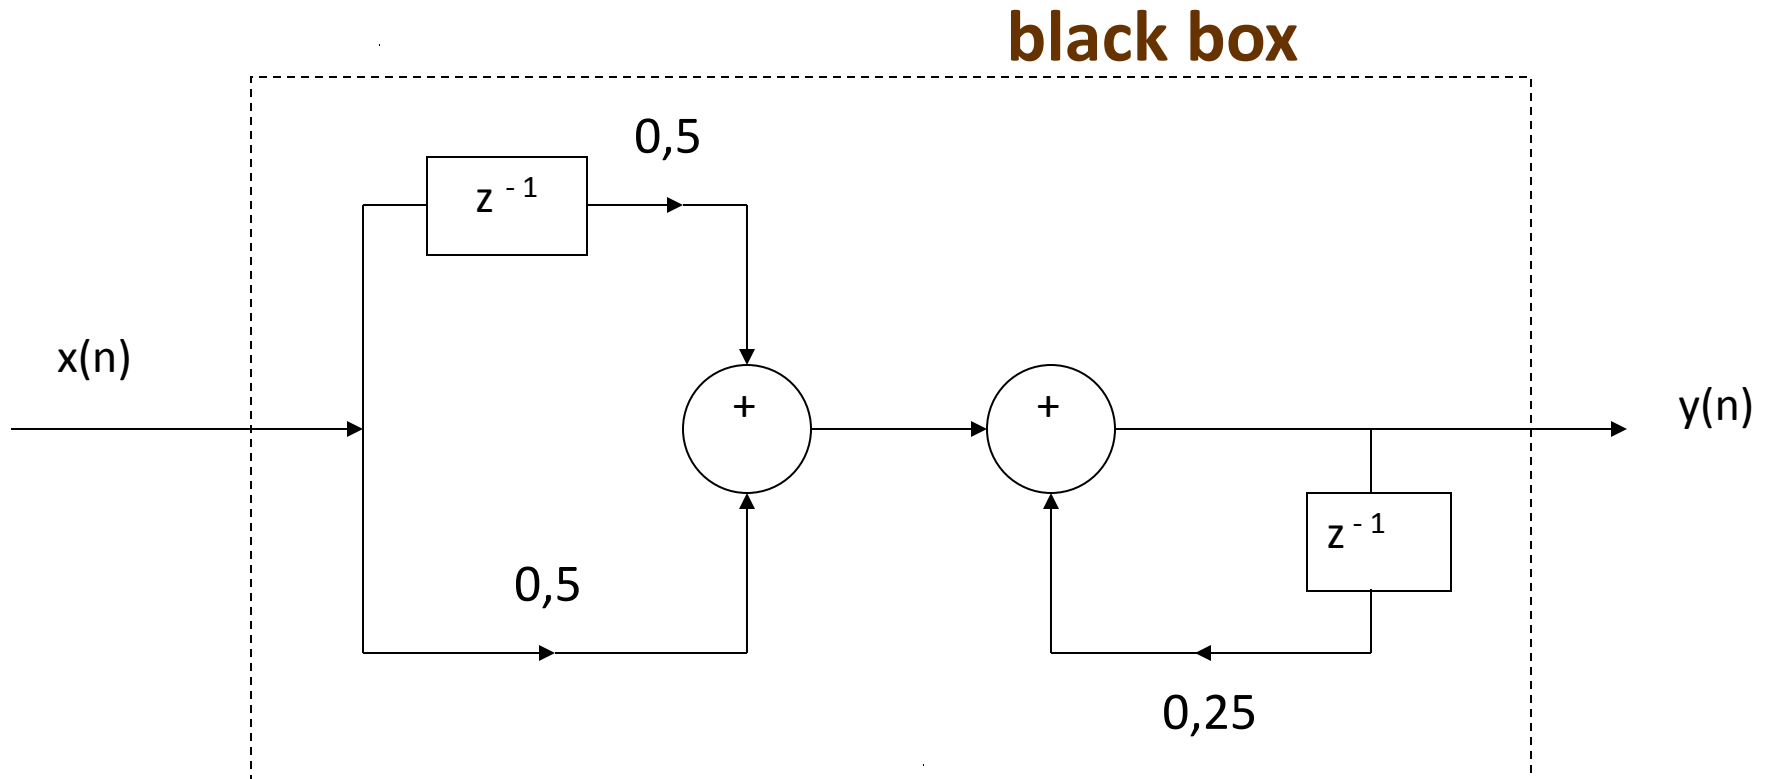 black box
0,5
z⁻¹
x(n)
+
+
y(n)
z⁻¹
0,5
0,25